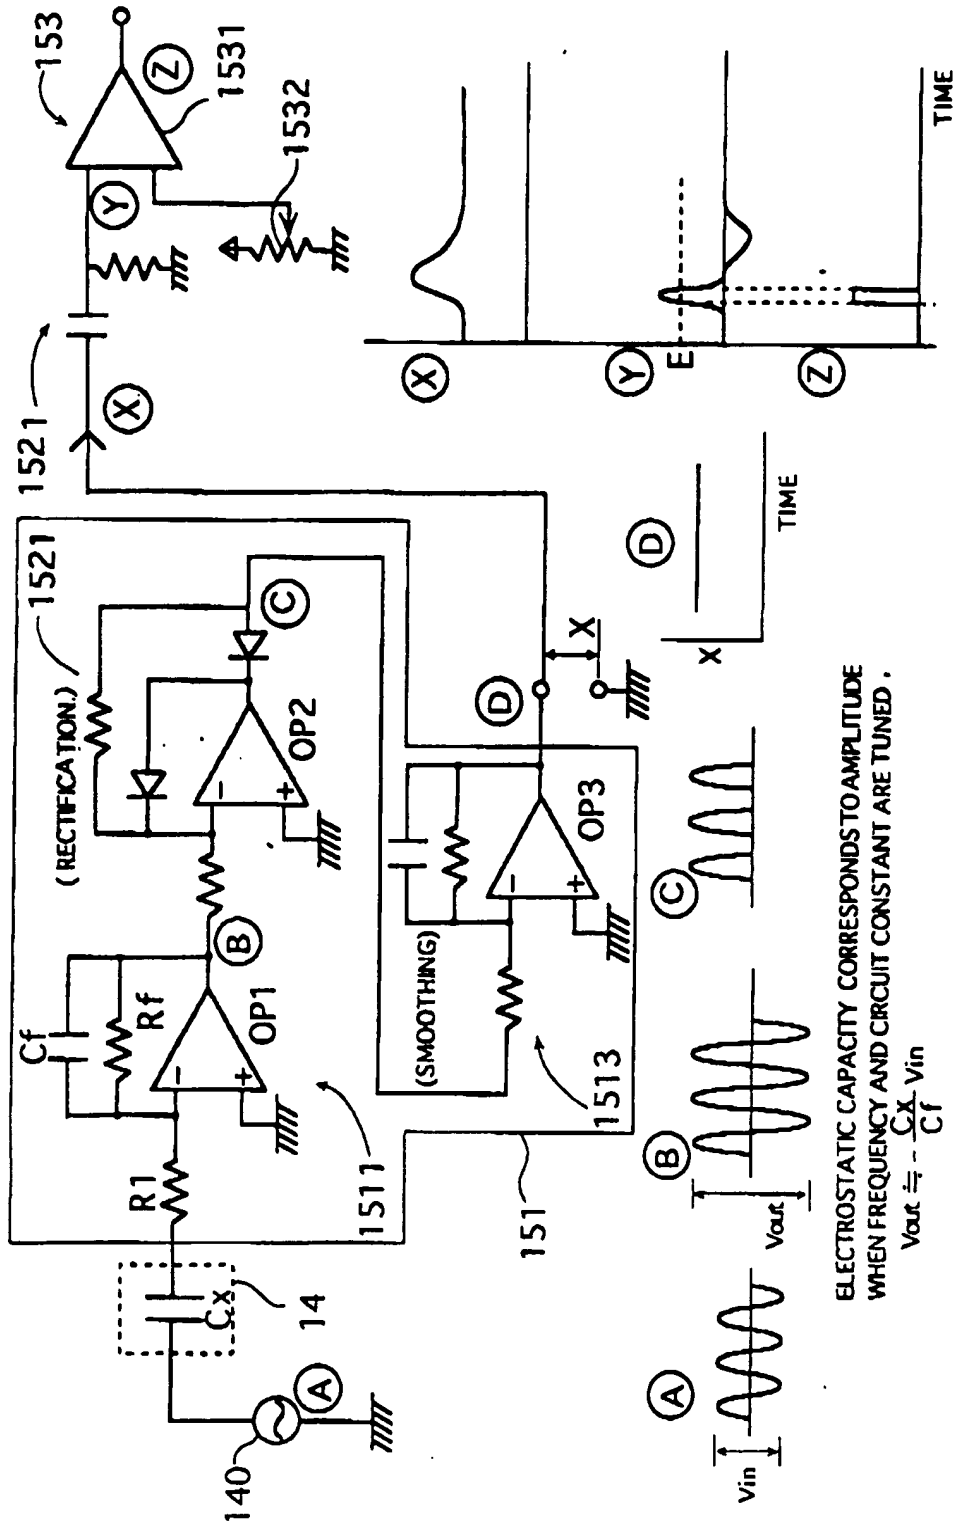 140
A
Cx
14
R1
Cf
Rf
-
+
OP1
1511
B
(RECTIFICATION.)
1521
-
+
OP2
C
(SMOOTHING)
-
+
OP3
1513
151
D
X
1521
X
Y
153
Z
1531
1532
A
Vin
B
Vout
C
D
X
TIME
X
Y
E
Z
TIME
ELECTROSTATIC CAPACITY CORRESPONDS TO AMPLITUDE
WHEN FREQUENCY AND CIRCUIT CONSTANT ARE TUNED.
Vout ≒ - Cx/Cf Vin